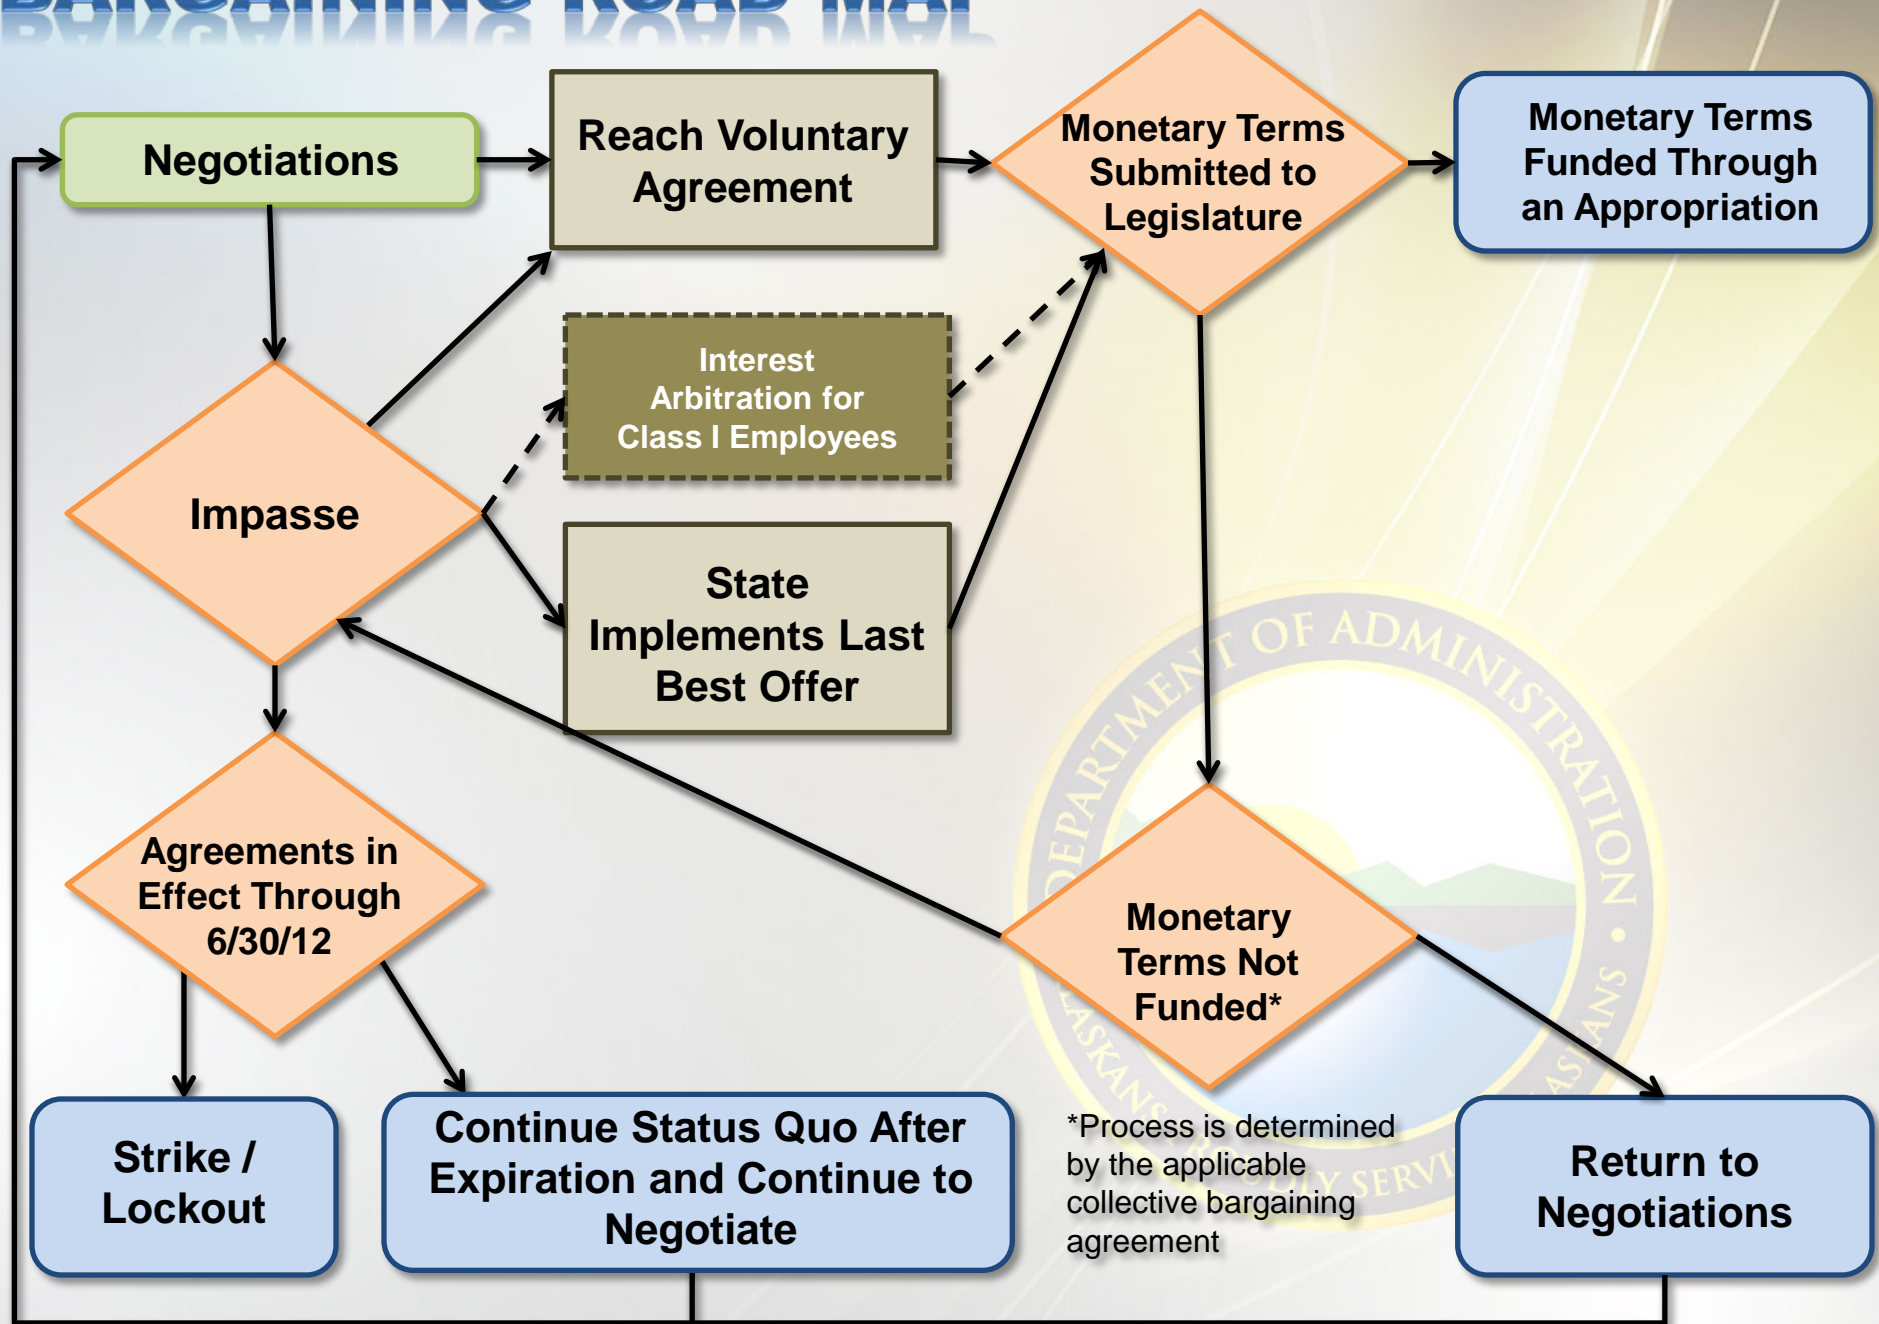 BARGAINING ROAD MAP
Negotiations
Reach Voluntary
Agreement
Monetary Terms
Submitted to
Legislature
Monetary Terms
Funded Through
an Appropriation
Interest
Arbitration for
Class I Employees
Impasse
State
Implements Last
Best Offer
Agreements in
Effect Through
6/30/12
Monetary
Terms Not
Funded*
Strike /
Lockout
Continue Status Quo After
Expiration and Continue to
Negotiate
*Process is determined
by the applicable
collective bargaining
agreement
Return to
Negotiations
DEPARTMENT OF ADMINISTRATION